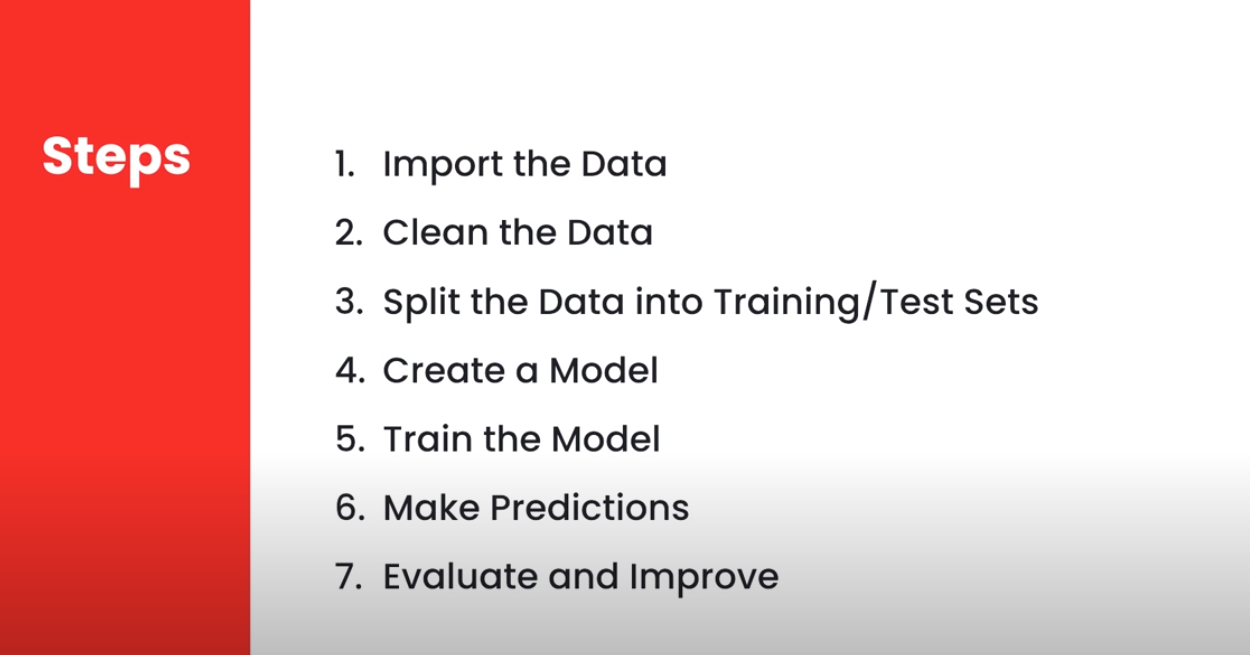 Steps
1. Import the Data
2. Clean the Data
3. Split the Data into Training/Test Sets
4. Create a Model
5. Train the Model
6. Make Predictions
7. Evaluate and Improve